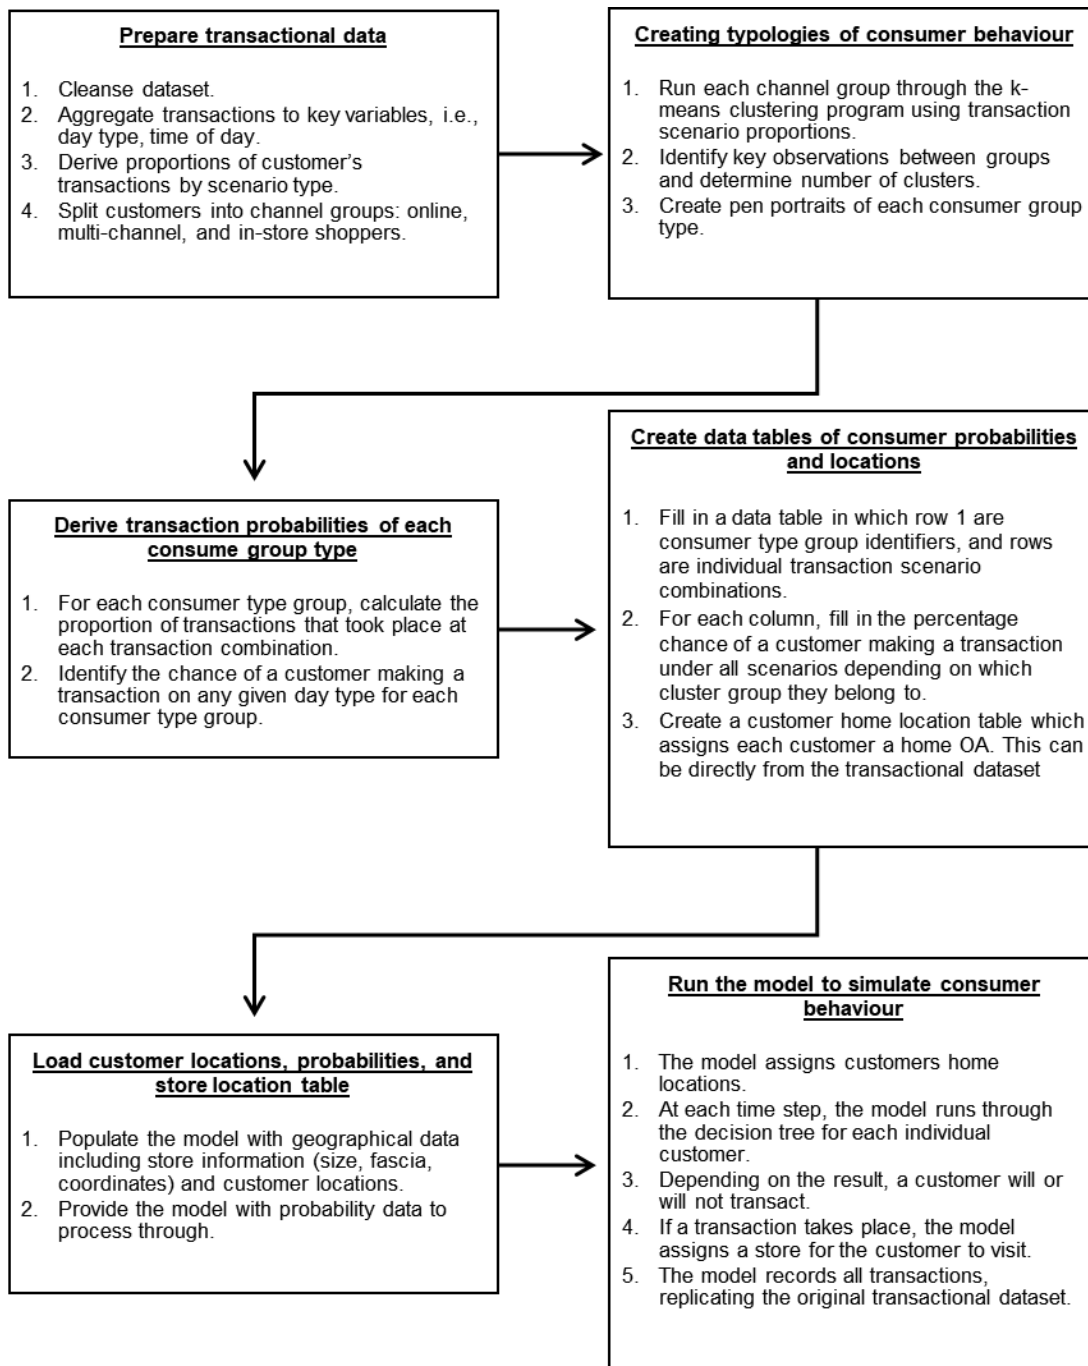 Prepare transactional data
1. Cleanse dataset.
2. Aggregate transactions to key variables, i.e.,
day type, time of day.
3. Derive proportions of customer's
transactions by scenario type.
4. Split customers into channel groups: online,
multi-channel, and in-store shoppers.
Creating typologies of consumer behaviour
1. Run each channel group through the k-
means clustering program using transaction
scenario proportions.
2. Identify key observations between groups
and determine number of clusters.
3. Create pen portraits of each consumer group
type.
Derive transaction probabilities of each
consume group type
1. For each consumer type group, calculate the
proportion of transactions that took place at
each transaction combination.
2. Identify the chance of a customer making a
transaction on any given day type for each
consumer type group.
Create data tables of consumer probabilities
and locations
1. Fill in a data table in which row 1 are
consumer type group identifiers, and rows
are individual transaction scenario
combinations.
2. For each column, fill in the percentage
chance of a customer making a transaction
under all scenarios depending on which
cluster group they belong to.
3. Create a customer home location table which
assigns each customer a home OA. This can
be directly from the transactional dataset
Load customer locations, probabilities, and
store location table
1. Populate the model with geographical data
including store information (size, fascia,
coordinates) and customer locations.
2. Provide the model with probability data to
process through.
Run the model to simulate consumer
behaviour
1. The model assigns customers home
locations.
2. At each time step, the model runs through
the decision tree for each individual
customer.
3. Depending on the result, a customer will or
will not transact.
4. If a transaction takes place, the model
assigns a store for the customer to visit.
5. The model records all transactions,
replicating the original transactional dataset.